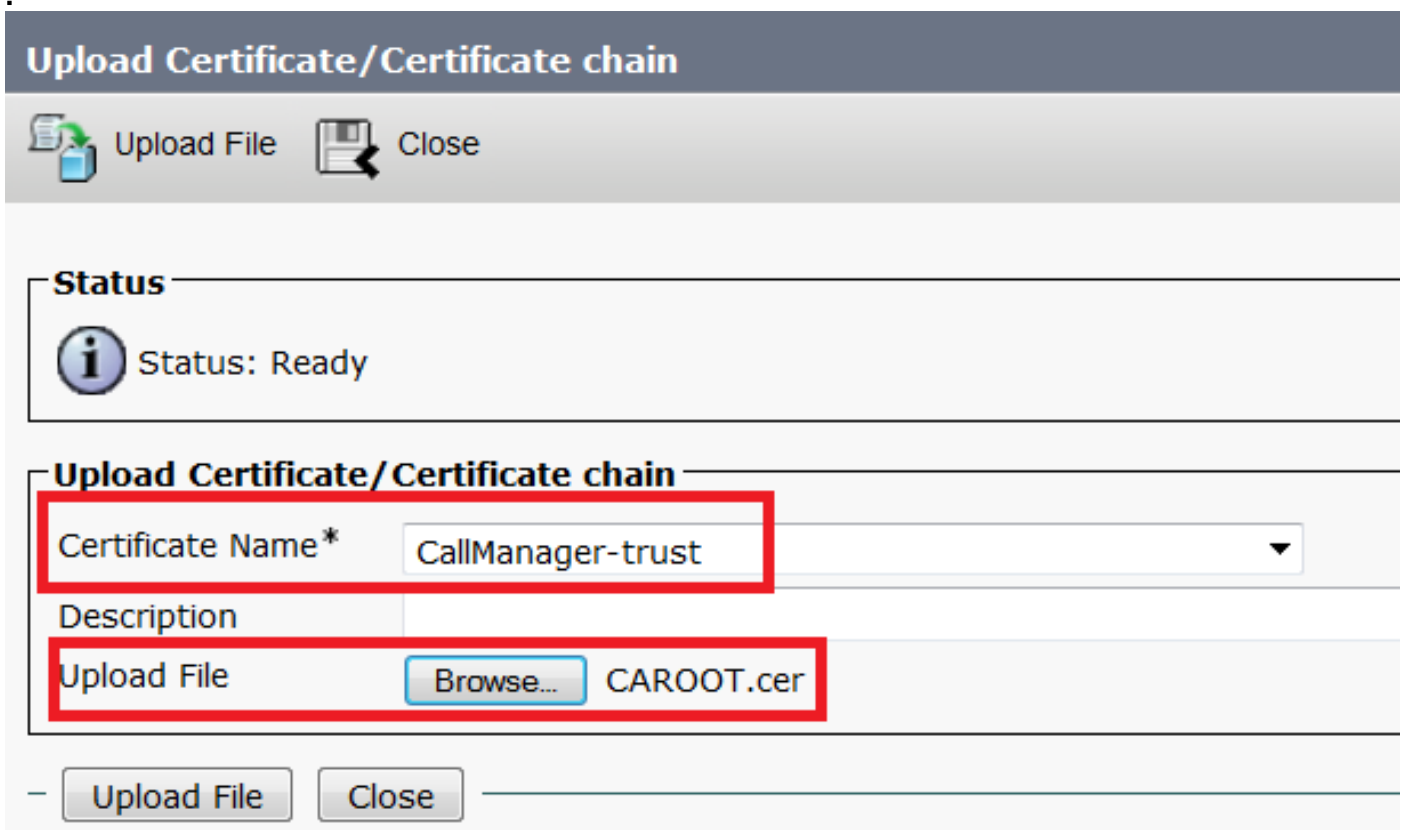 .
Upload Certificate/Certificate chain
Upload File Close
Status
i Status: Ready
Upload Certificate/Certificate chain
Certificate Name* CallManager-trust
Description
Upload File Browse... CAROOT.cer
Upload File Close